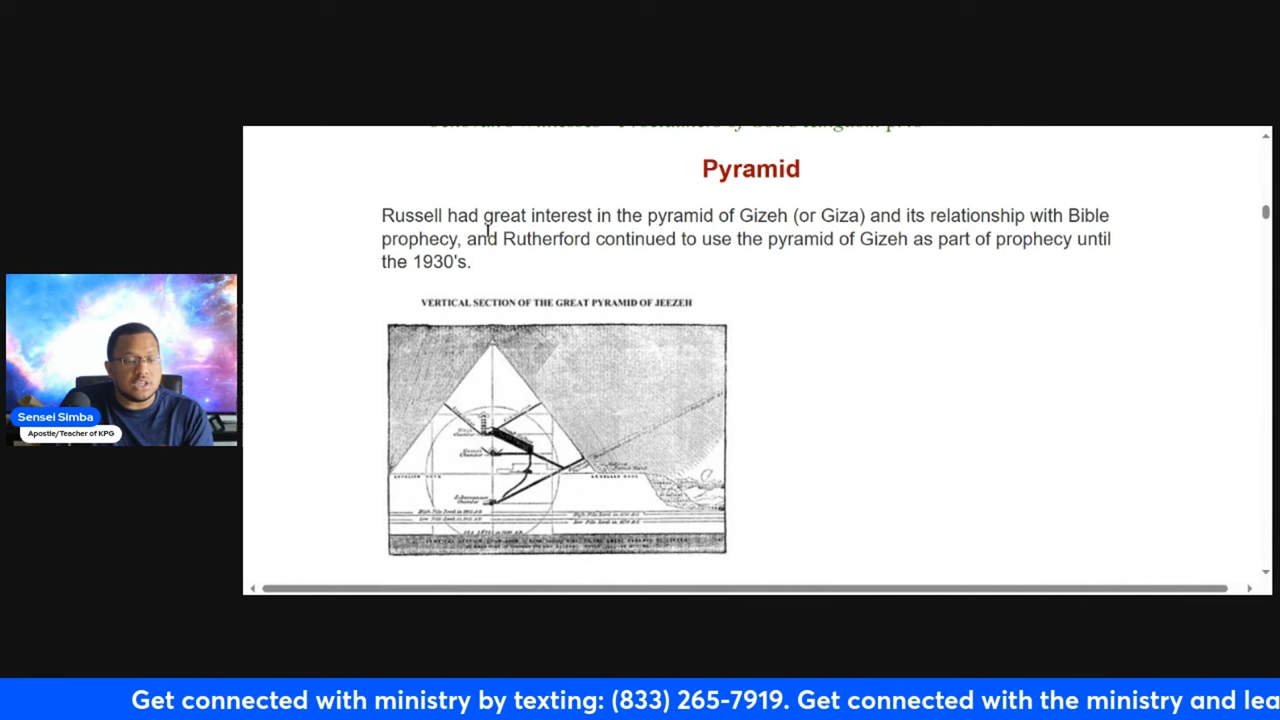 Pyramid
Russell had great interest in the pyramid of Gizeh (or Giza) and its relationship with Bible
prophecy, and Rutherford continued to use the pyramid of Gizeh as part of prophecy until
the 1930's.
VERTICAL SECTION OF THE GREAT PYRAMID OF JEEZEH
Sensei Simba
Apostle/Teacher of KPG
Get connected with ministry by texting: (833) 265-7919. Get connected with the ministry and lea